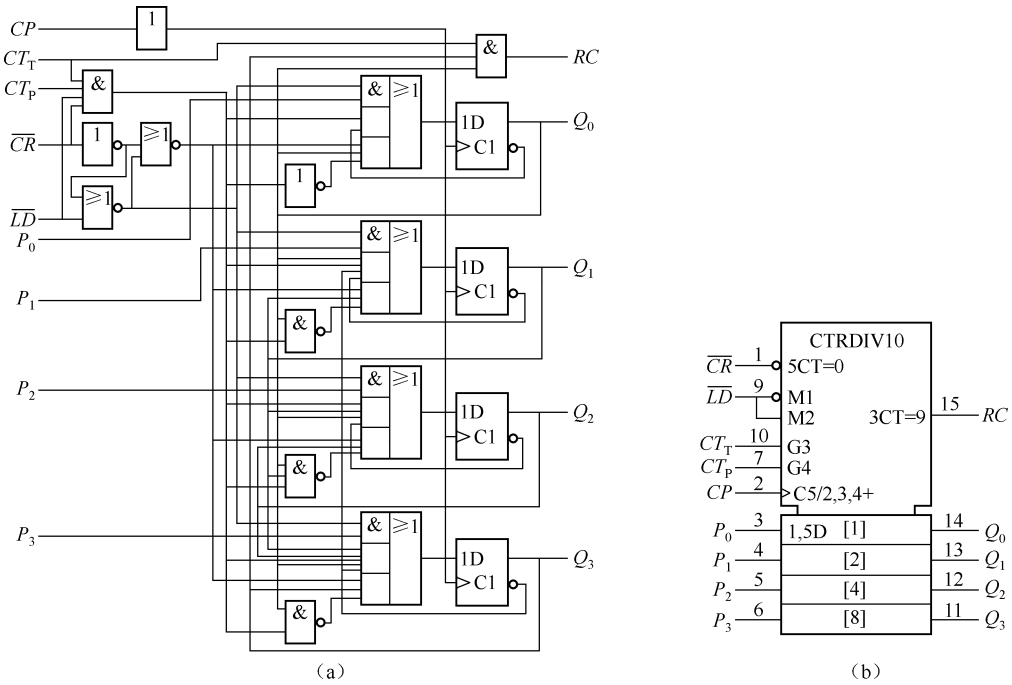 CP
1
CT_T
&
RC
CT_P
&
& ≥1
\overline{CR}
1
≥1
1D
C1
Q_0
≥1
1
\overline{LD}
P_0
& ≥1
1D
C1
Q_1
P_1
&
P_2
& ≥1
1D
C1
Q_2
&
P_3
& ≥1
1D
C1
Q_3
&
(a)
CTRDIV10
\overline{CR} 1 5CT=0
\overline{LD} 9 M1
M2 3CT=9 15 RC
CT_T 10 G3
CT_P 7 G4
CP 2 C5/2,3,4+
P_0 3 1,5D [1] 14 Q_0
P_1 4 [2] 13 Q_1
P_2 5 [4] 12 Q_2
P_3 6 [8] 11 Q_3
(b)